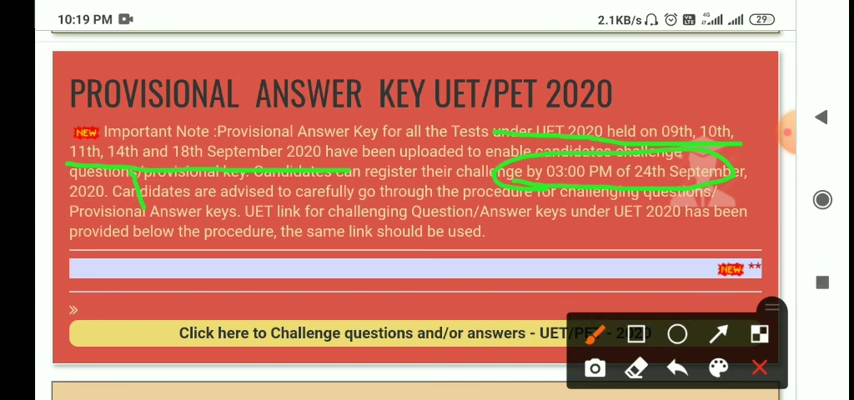 10:19 PM
2.1KB/s 4G 29
PROVISIONAL ANSWER KEY UET/PET 2020
NEW Important Note :Provisional Answer Key for all the Tests under UET 2020 held on 09th, 10th,
11th, 14th and 18th September 2020 have been uploaded to enable candidates challenge
questions/provisional key. Candidates can register their challenge by 03:00 PM of 24th September,
2020. Candidates are advised to carefully go through the procedure for challenging questions/
Provisional Answer keys. UET link for challenging Question/Answer keys under UET 2020 has been
provided below the procedure, the same link should be used.
NEW **
»
Click here to Challenge questions and/or answers - UET/PET - 2020